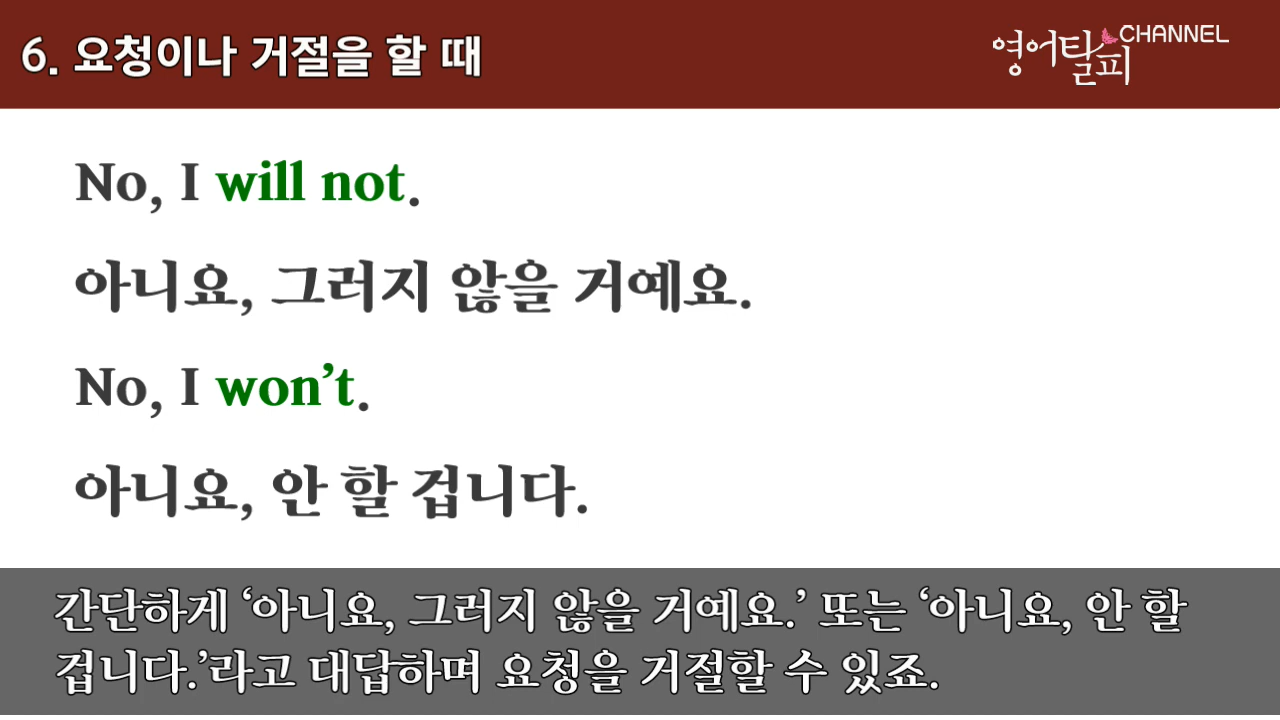 6. 요청이나 거절을 할 때
영어탈피 CHANNEL
No, I will not.
아니요, 그러지 않을 거예요.
No, I won’t.
아니요, 안 할 겁니다.
간단하게 ‘아니요, 그러지 않을 거예요.’ 또는 ‘아니요, 안 할
겁니다.’라고 대답하며 요청을 거절할 수 있죠.